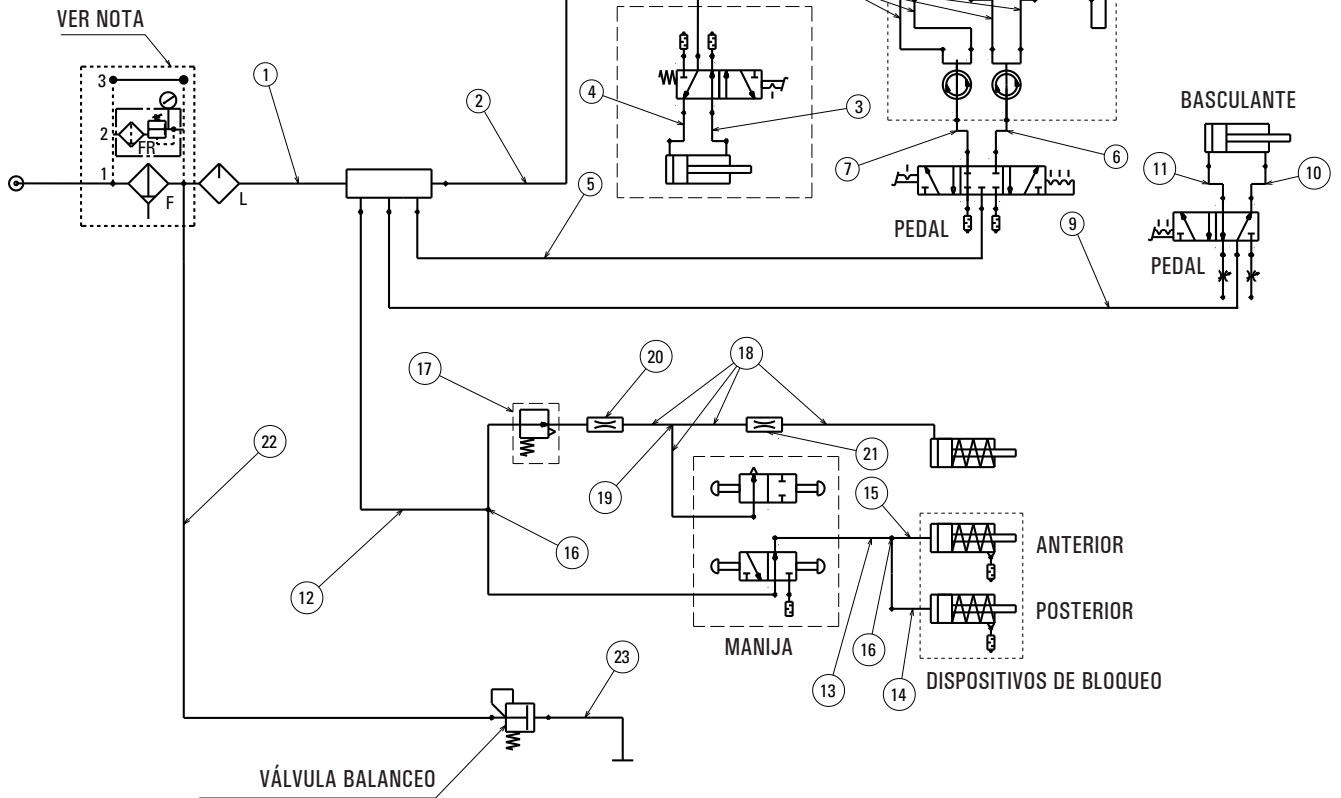 VER NOTA
3
1
2
4
3
BASCULANTE
2
FR
7
6
1
F
L
11
10
5
PEDAL
9
PEDAL
20
18
17
22
21
19
15
16
ANTERIOR
12
POSTERIOR
MANIJA
16
23
13
14
DISPOSITIVOS DE BLOQUEO
VÁLVULA BALANCEO